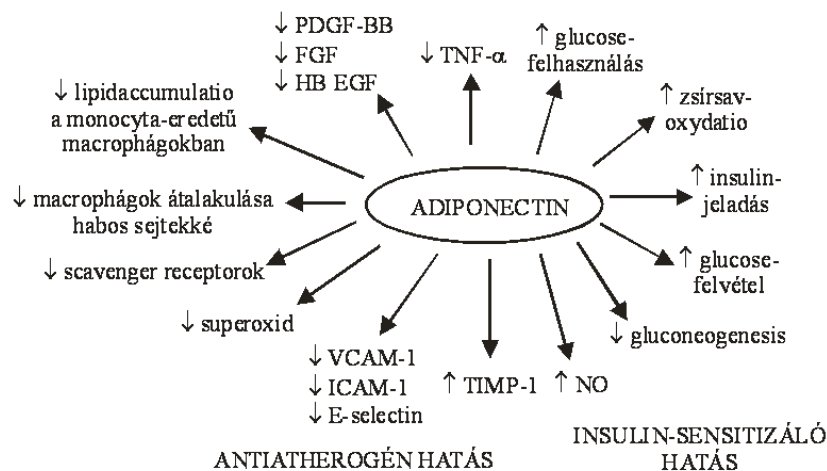 ↓ PDGF-BB
↓ FGF
↓ HB EGF
↓ TNF-α
↑ glucose-
felhasználás
↑ zsírsav-
oxydatio
↑ insulin-
jeladás
↑ glucose-
felvétel
↓ gluconeogenesis
↓ lipidaccumulatio
a monocyta-eredetű
macrophágokban
↓ macrophágok átalakulása
habos sejtekké
↓ scavenger receptorok
↓ superoxid
ADIPONECTIN
↓ VCAM-1
↓ ICAM-1
↓ E-selectin
↑ TIMP-1
↑ NO
ANTIATHEROGÉN HATÁS
INSULIN-SENSITIZÁLÓ
HATÁS